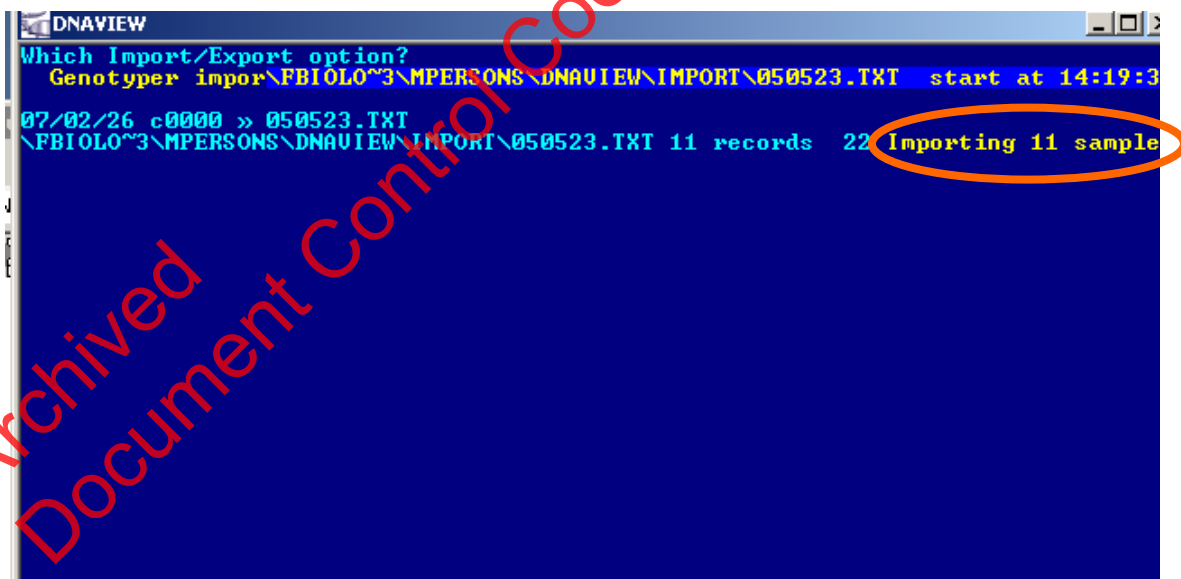 DNAVIEW
Which Import/Export option?
Genotyper impor\FBIOLO~3\MPERSONS\DNAVIEW\IMPORT\050523.TXT start at 14:19:3
07/02/26 c0000 » 050523.TXT
\FBIOLO~3\MPERSONS\DNAVIEW\IMPORT\050523.TXT 11 records 22 Importing 11 sample
Archived
Document Control Coo